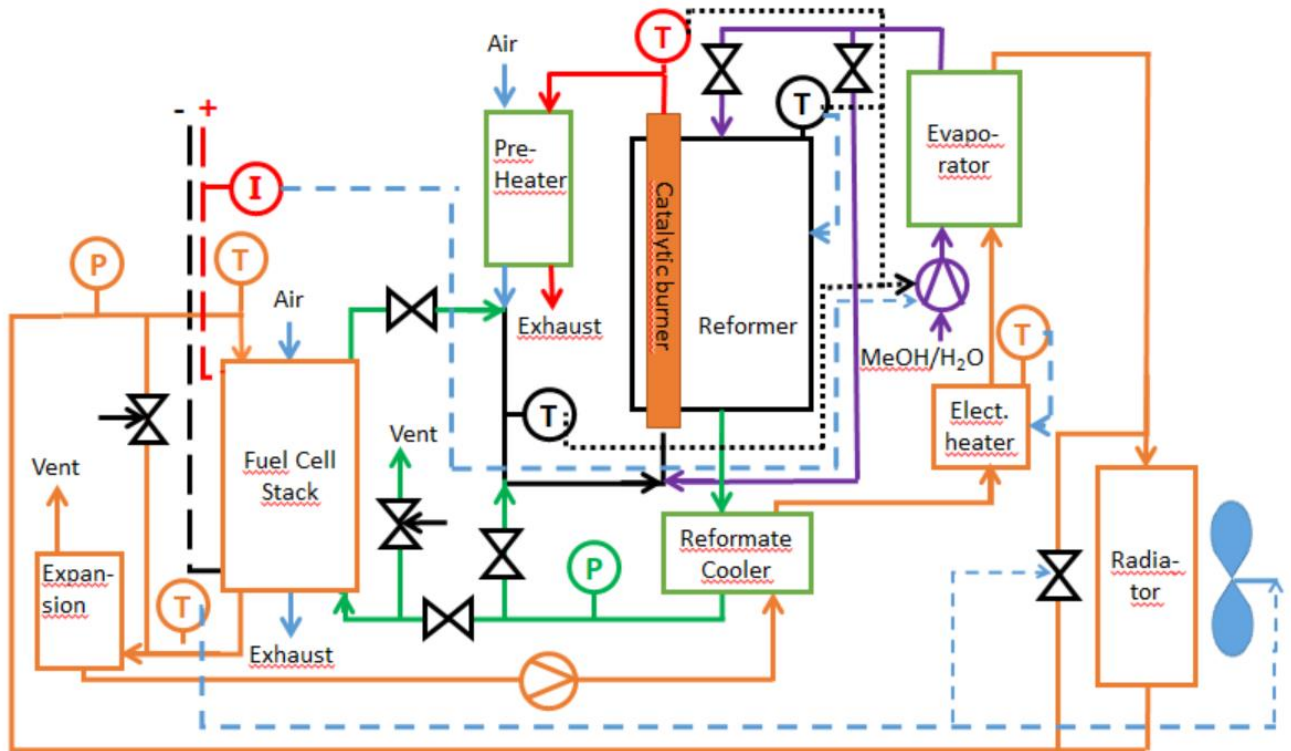 T
Air
T
- +
Pre-
Heater
Evapo-
rator
I
Catalytic burner
P
T
Air
Exhaust
Reformer
T
MeOH/H₂O
T
Elect.
heater
Vent
Fuel Cell
Stack
Vent
Reformate
Cooler
Radia-
tor
Expan-
sion
T
P
Exhaust